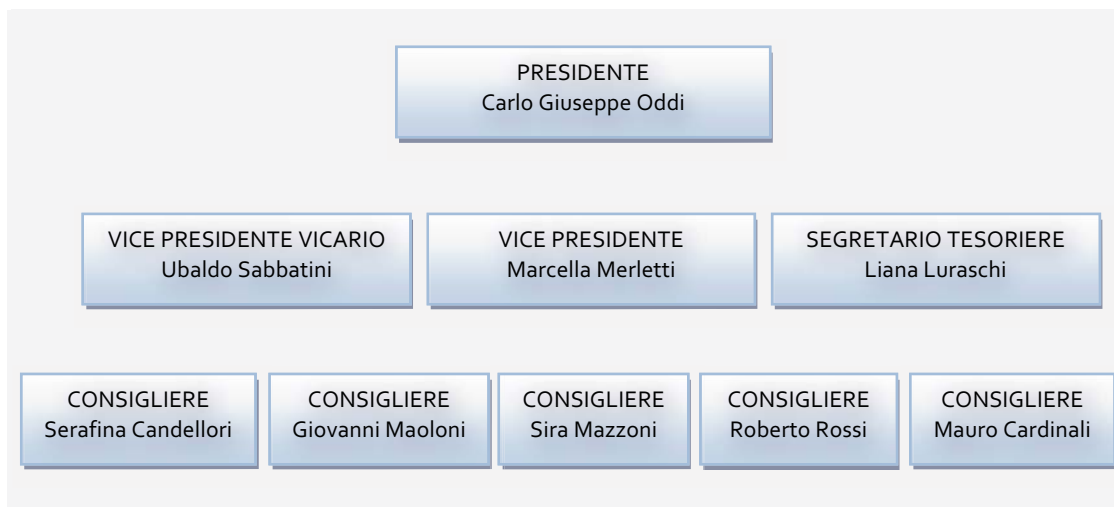 PRESIDENTE
Carlo Giuseppe Oddi
VICE PRESIDENTE VICARIO
Ubaldo Sabbatini
VICE PRESIDENTE
Marcella Merletti
SEGRETARIO TESORIERE
Liana Luraschi
CONSIGLIERE
Serafina Candellori
CONSIGLIERE
Giovanni Maoloni
CONSIGLIERE
Sira Mazzoni
CONSIGLIERE
Roberto Rossi
CONSIGLIERE
Mauro Cardinali